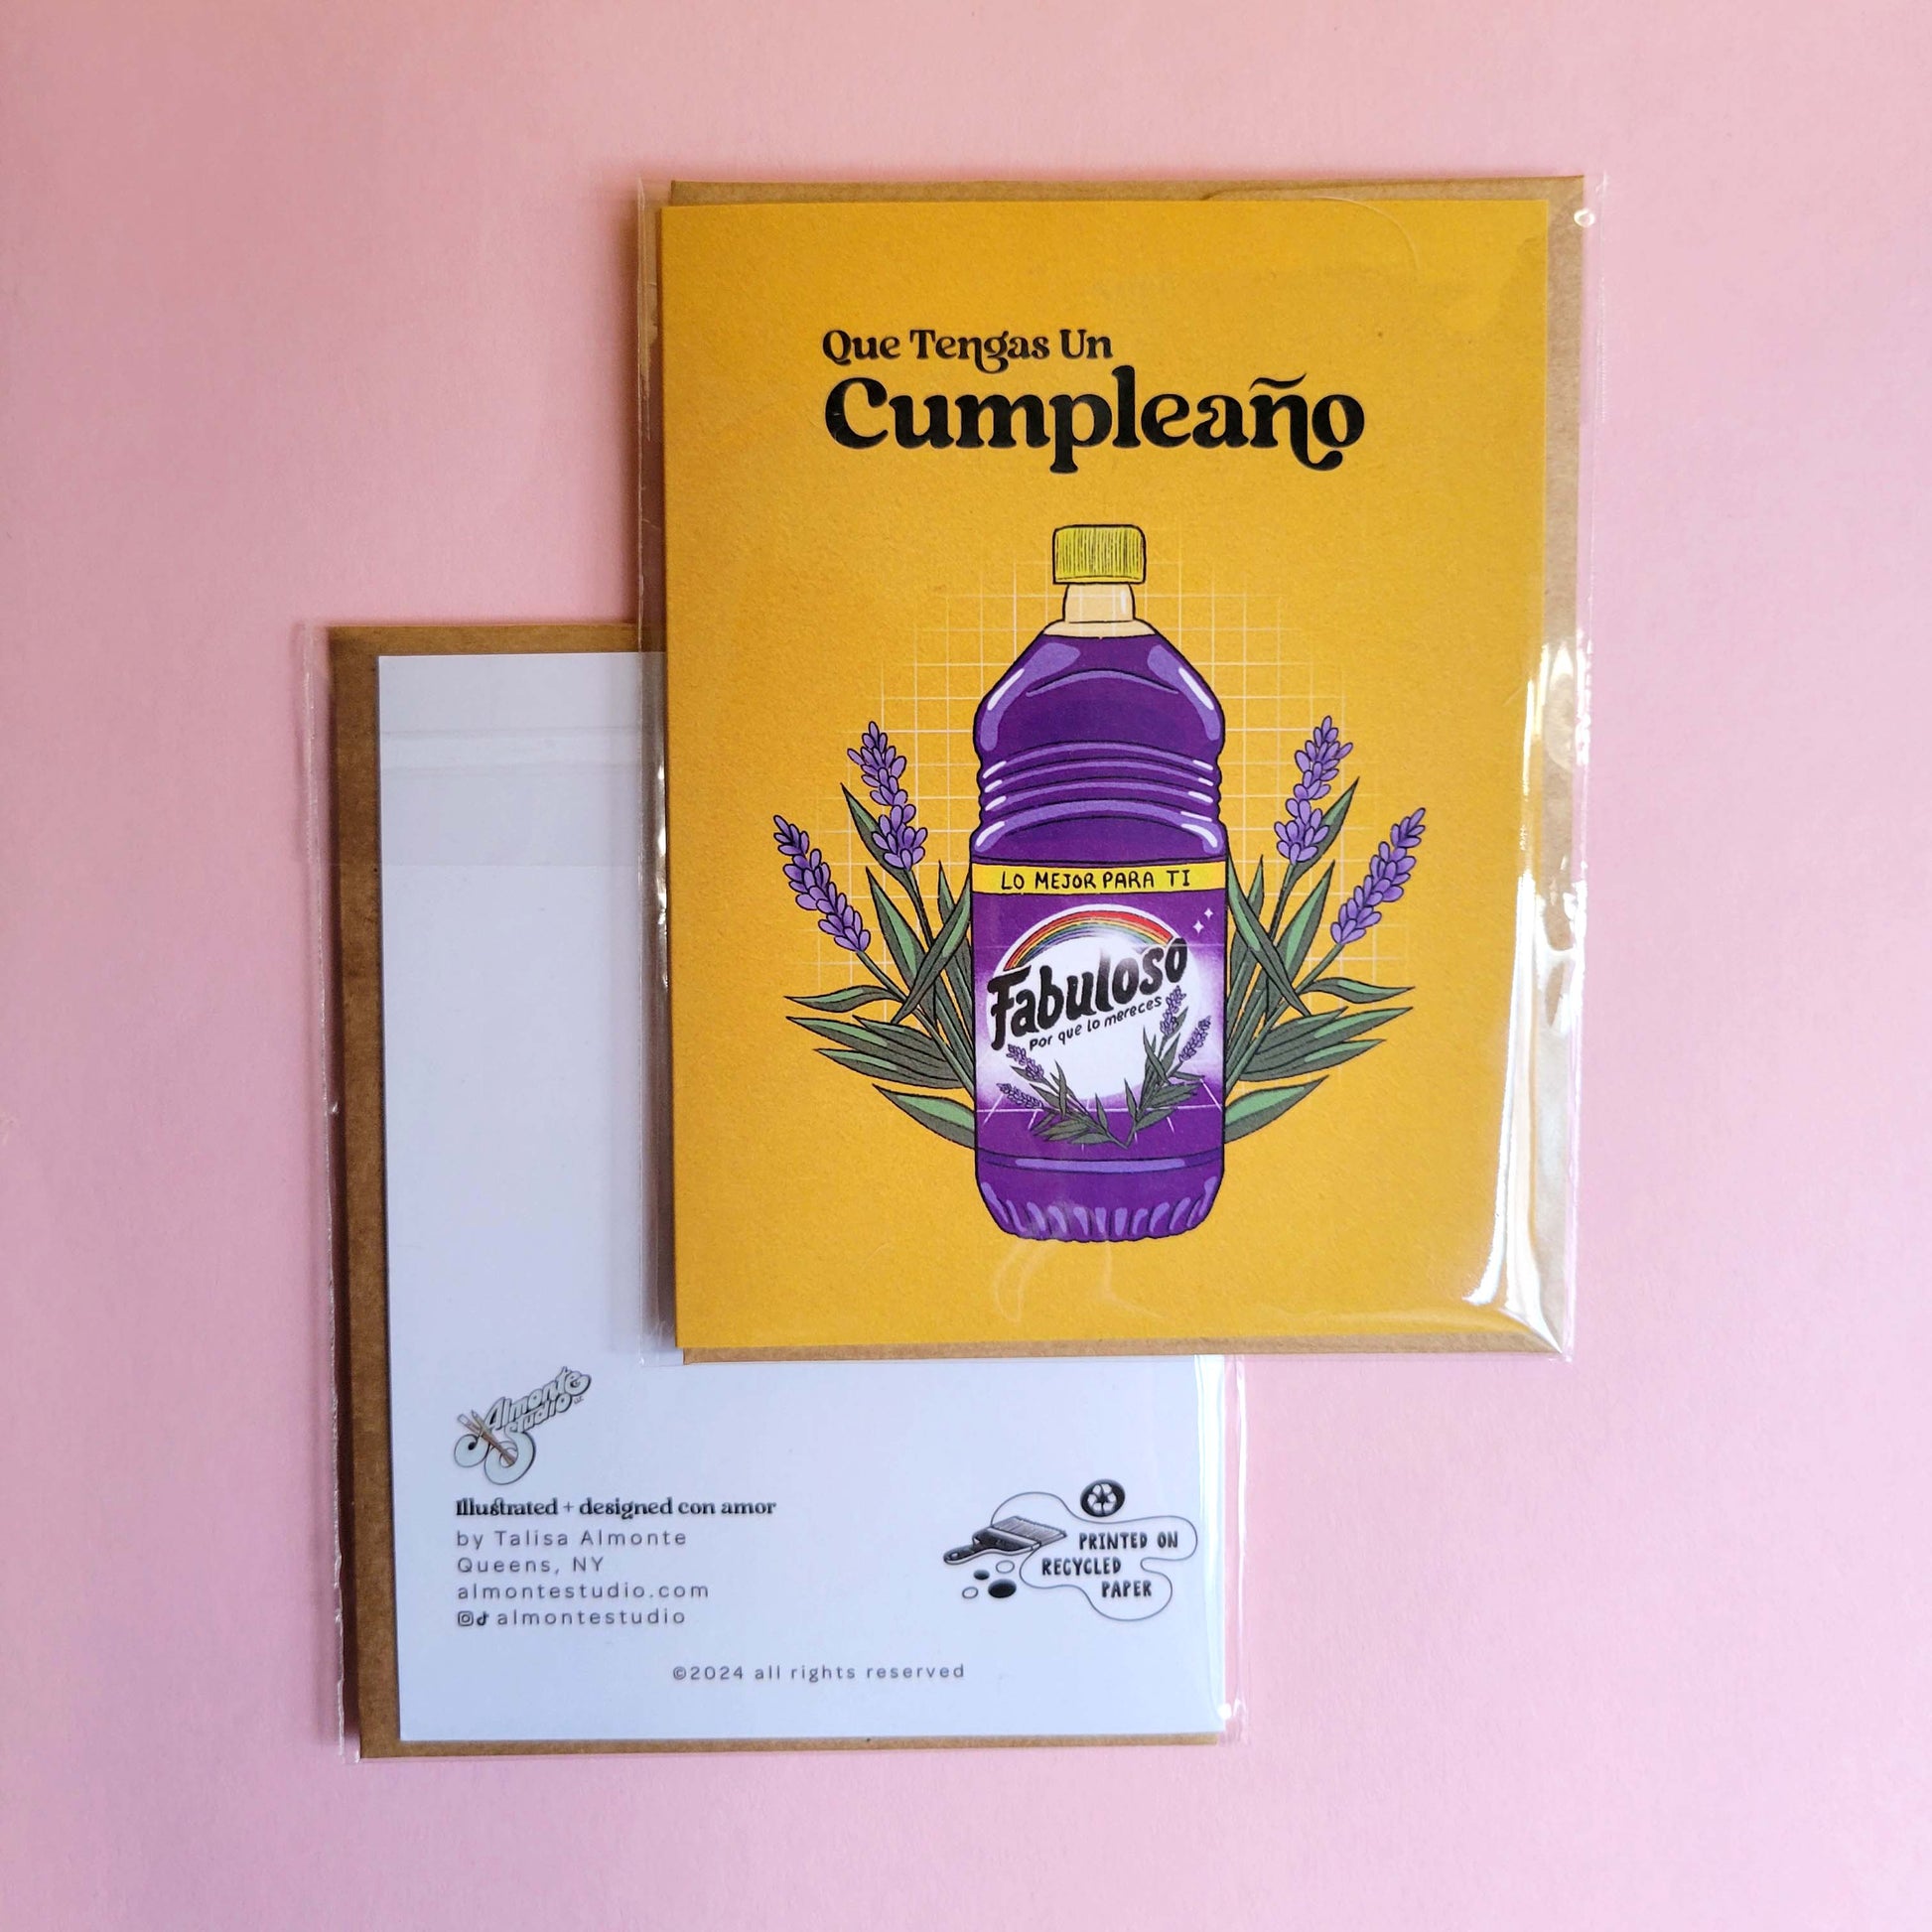 Que Tengas Un
Cumpleaño
LO MEJOR PARA TI
Fabuloso
Por que lo mereces
Almonte
Studio
Illustrated + designed con amor
by Talisa Almonte
Queens, NY
almontestudio.com
almontestudio
PRINTED ON
RECYCLED
PAPER
©2024 all rights reserved